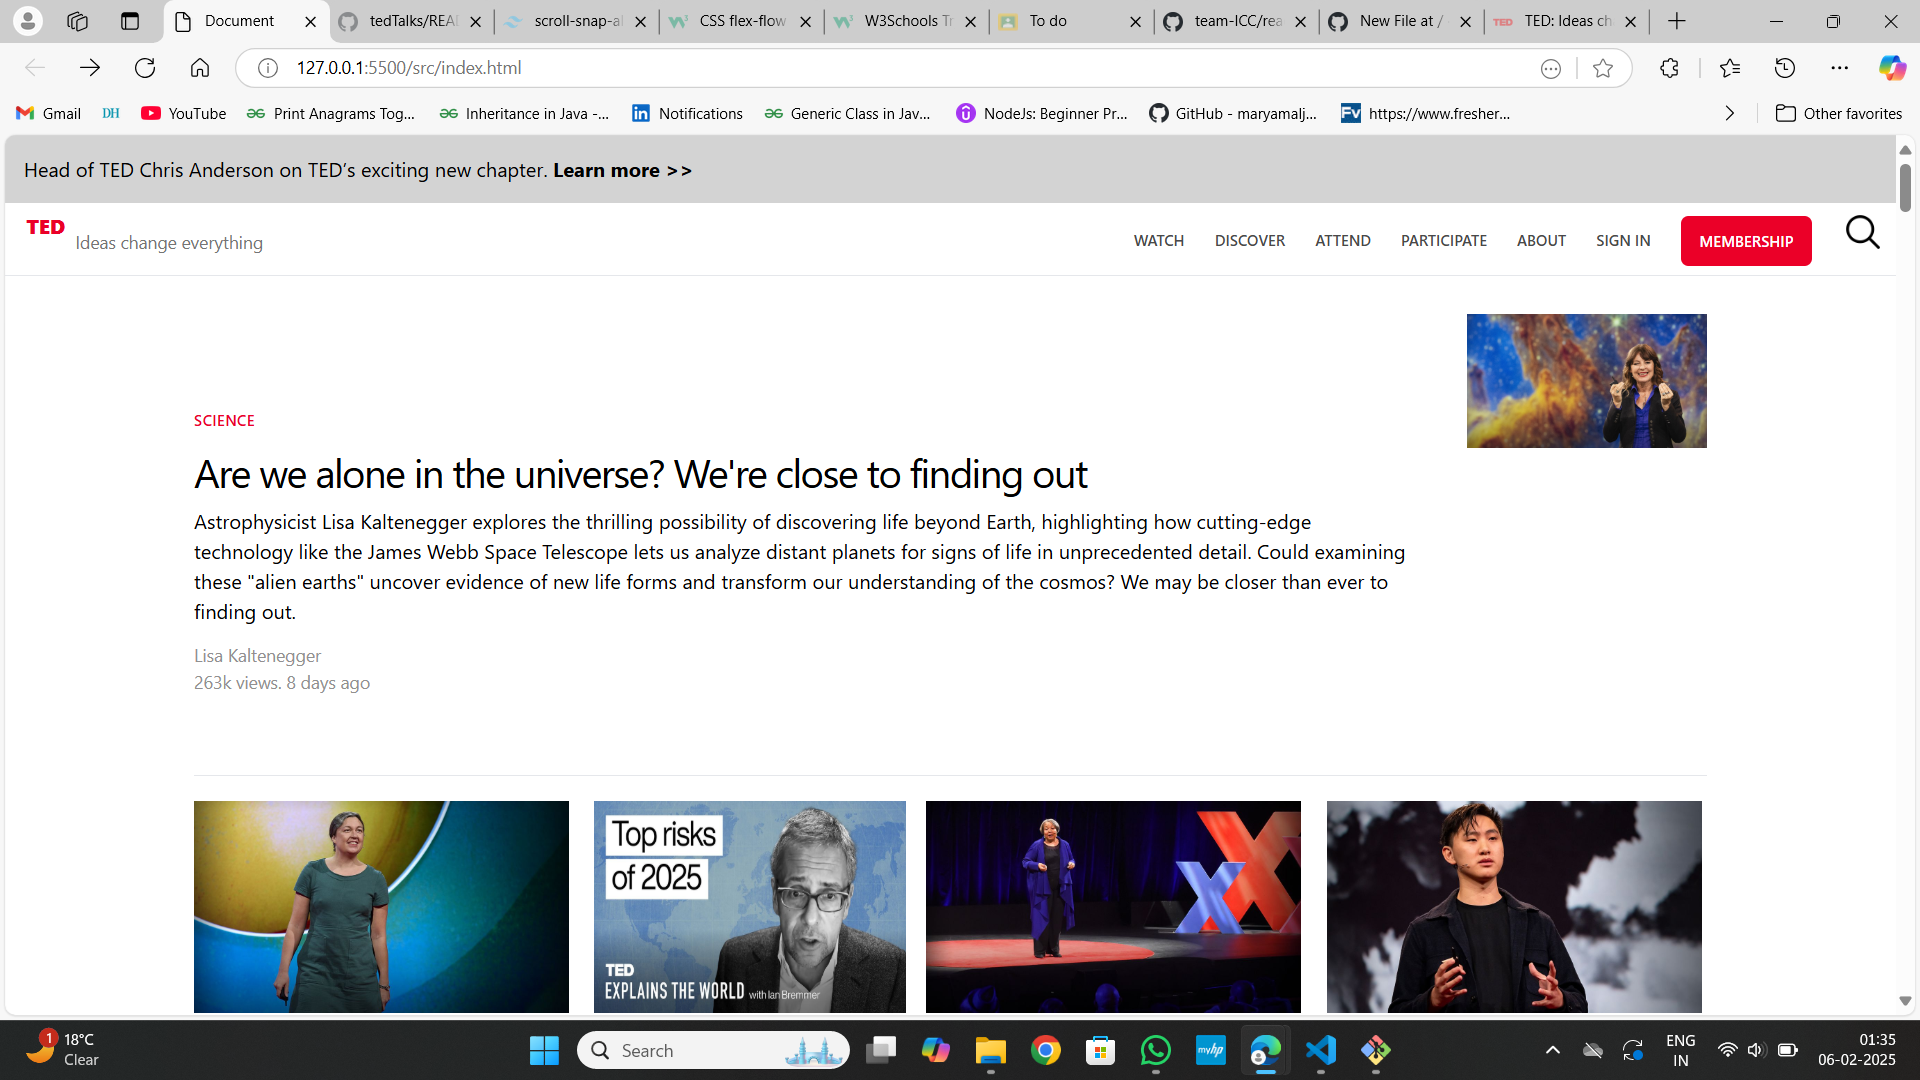 Document
tedTalks/REA
scroll-snap-al
CSS flex-flow
W3Schools Tr
To do
team-ICC/rea
New File at /
TED TED: Ideas ch
127.0.0.1:5500/src/index.html
Gmail
DH
YouTube
Print Anagrams Tog...
Inheritance in Java -...
Notifications
Generic Class in Jav...
NodeJs: Beginner Pr...
GitHub - maryamalj...
Fv https://www.fresher...
Other favorites
Head of TED Chris Anderson on TED’s exciting new chapter. Learn more >>
TED Ideas change everything
WATCH DISCOVER ATTEND PARTICIPATE ABOUT SIGN IN MEMBERSHIP
SCIENCE
Are we alone in the universe? We're close to finding out
Astrophysicist Lisa Kaltenegger explores the thrilling possibility of discovering life beyond Earth, highlighting how cutting-edge
technology like the James Webb Space Telescope lets us analyze distant planets for signs of life in unprecedented detail. Could examining
these "alien earths" uncover evidence of new life forms and transform our understanding of the cosmos? We may be closer than ever to
finding out.
Lisa Kaltenegger
263k views. 8 days ago
Top risks
of 2025
TED
EXPLAINS THE WORLD with Ian Bremmer
1
18°C
Clear
Search
myhp
ENG
IN
01:35
06-02-2025